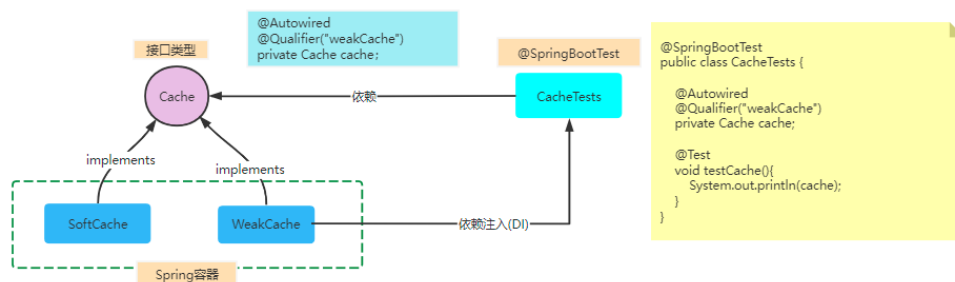 @Autowired
@Qualifier("weakCache")
private Cache cache;
接口类型
@SpringBootTest
Cache
依赖
CacheTests
implements
implements
SoftCache
WeakCache
依赖注入(DI)
Spring容器
@SpringBootTest
public class CacheTests {
@Autowired
@Qualifier("weakCache")
private Cache cache;
@Test
void testCache(){
System.out.println(cache);
}
}